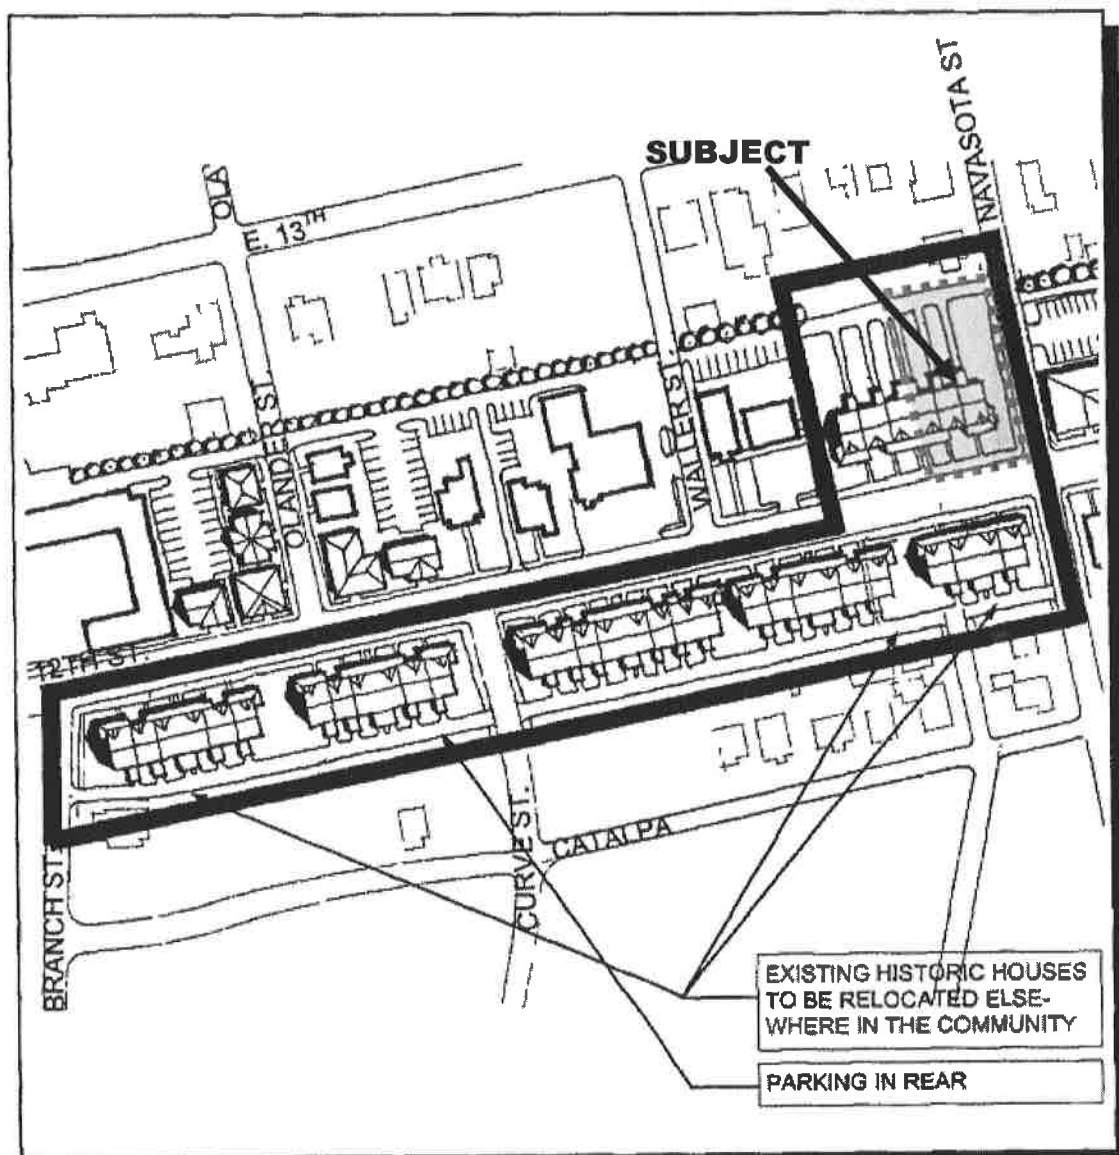 NAVASOTA ST
SUBJECT
OLA
E. 13TH
OLANDER ST.
WALTER ST.
12TH ST.
BRANCH ST.
CURVE ST.
CATALPA
EXISTING HISTORIC HOUSES
TO BE RELOCATED ELSE-
WHERE IN THE COMMUNITY
PARKING IN REAR